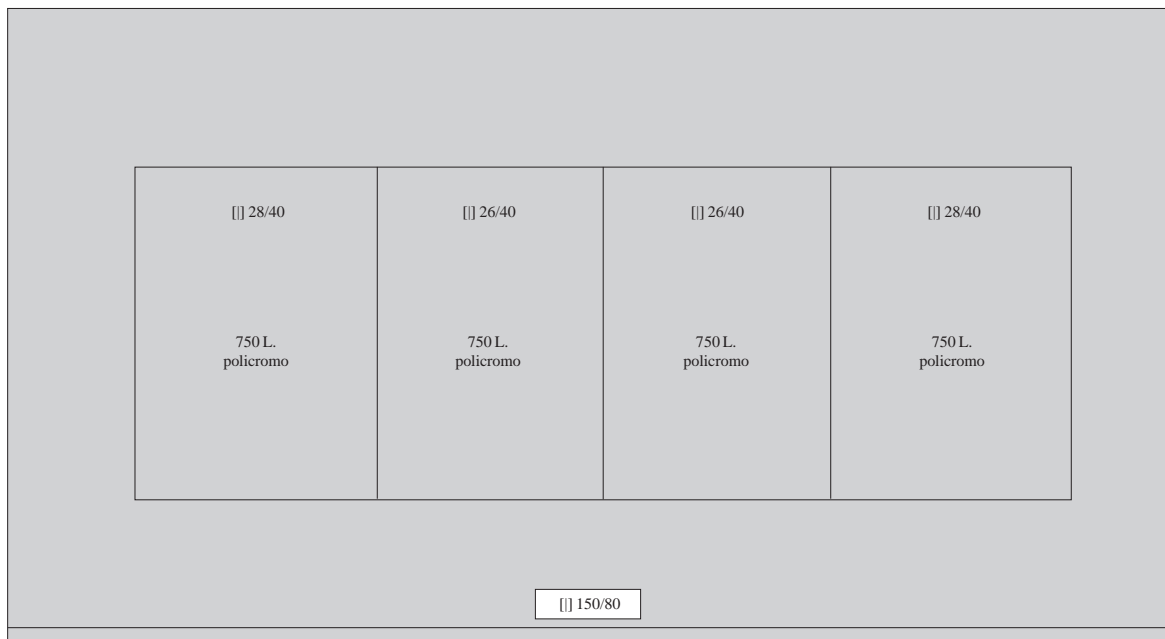 [|] 28/40
[|] 26/40
[|] 26/40
[|] 28/40
750 L.
policromo
750 L.
policromo
750 L.
policromo
750 L.
policromo
[|] 150/80